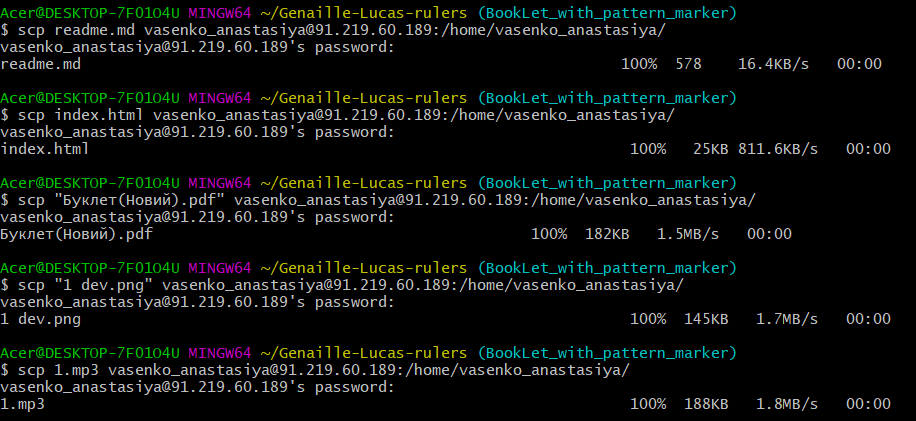 Acer@DESKTOP-7F01O4U MINGW64 ~/Genaille-Lucas-rulers (BookLet_with_pattern_marker)
$ scp readme.md vasenko_anastasiya@91.219.60.189:/home/vasenko_anastasiya/
vasenko_anastasiya@91.219.60.189's password:
readme.md 100% 578 16.4KB/s 00:00
Acer@DESKTOP-7F01O4U MINGW64 ~/Genaille-Lucas-rulers (BookLet_with_pattern_marker)
$ scp index.html vasenko_anastasiya@91.219.60.189:/home/vasenko_anastasiya/
vasenko_anastasiya@91.219.60.189's password:
index.html 100% 25KB 811.6KB/s 00:00
Acer@DESKTOP-7F01O4U MINGW64 ~/Genaille-Lucas-rulers (BookLet_with_pattern_marker)
$ scp "Буклет(Новий).pdf" vasenko_anastasiya@91.219.60.189:/home/vasenko_anastasiya/
vasenko_anastasiya@91.219.60.189's password:
Буклет(Новий).pdf 100% 182KB 1.5MB/s 00:00
Acer@DESKTOP-7F01O4U MINGW64 ~/Genaille-Lucas-rulers (BookLet_with_pattern_marker)
$ scp "1 dev.png" vasenko_anastasiya@91.219.60.189:/home/vasenko_anastasiya/
vasenko_anastasiya@91.219.60.189's password:
1 dev.png 100% 145KB 1.7MB/s 00:00
Acer@DESKTOP-7F01O4U MINGW64 ~/Genaille-Lucas-rulers (BookLet_with_pattern_marker)
$ scp 1.mp3 vasenko_anastasiya@91.219.60.189:/home/vasenko_anastasiya/
vasenko_anastasiya@91.219.60.189's password:
1.mp3 100% 188KB 1.8MB/s 00:00